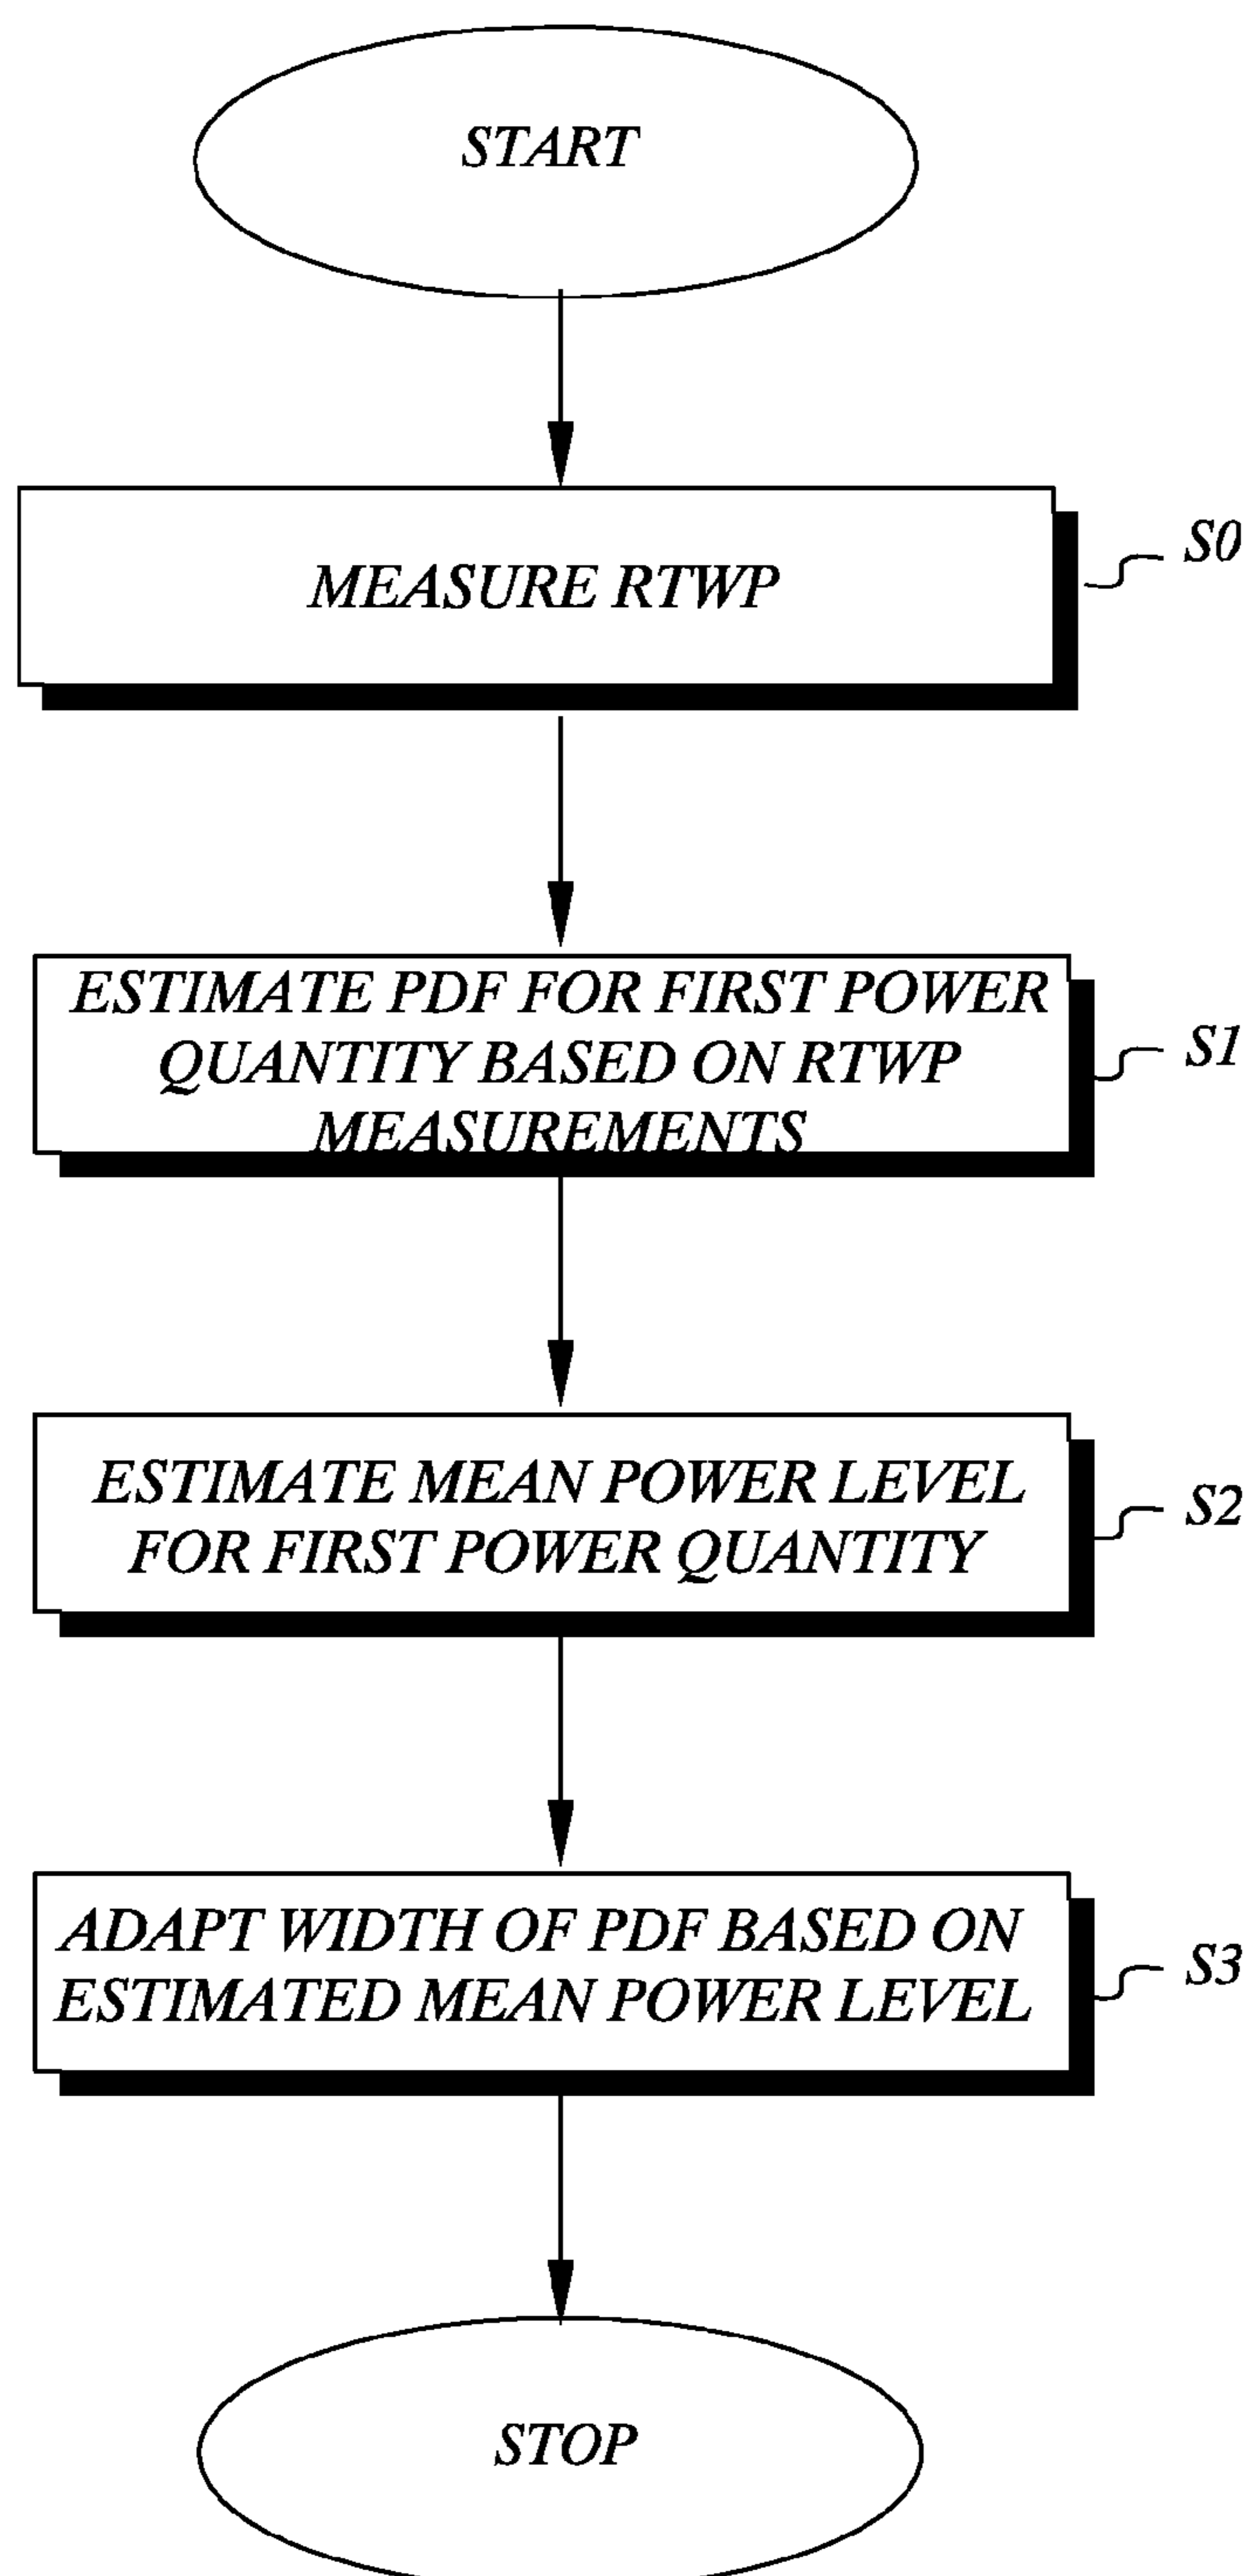 START
MEASURE RTWP
S0
ESTIMATE PDF FOR FIRST POWER
QUANTITY BASED ON RTWP
MEASUREMENTS
S1
ESTIMATE MEAN POWER LEVEL
FOR FIRST POWER QUANTITY
S2
ADAPT WIDTH OF PDF BASED ON
ESTIMATED MEAN POWER LEVEL
S3
STOP